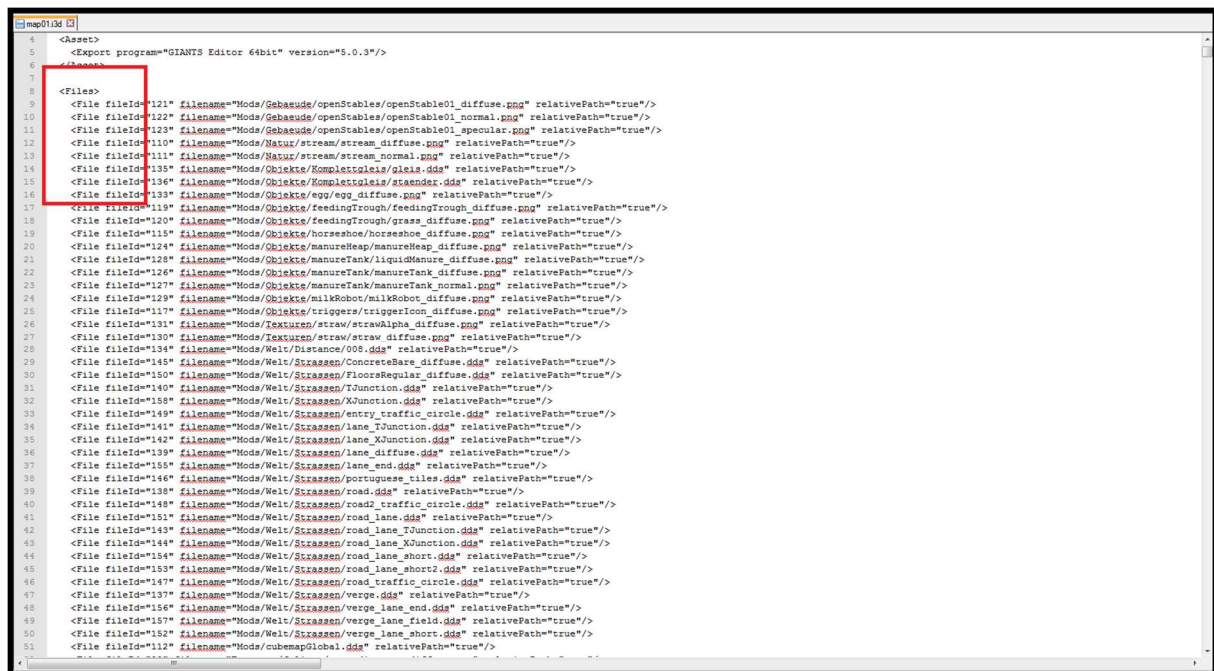 map01.i3d
4 <Asset>
5 <Export program="GIANTS Editor 64bit" version="5.0.3"/>
6 </Asset>
7
8 <Files>
9 <File fileId="121" filename="Mods/Gebaeude/openStables/openStable01_diffuse.png" relativePath="true"/>
10 <File fileId="122" filename="Mods/Gebaeude/openStables/openStable01_normal.png" relativePath="true"/>
11 <File fileId="123" filename="Mods/Gebaeude/openStables/openStable01_specular.png" relativePath="true"/>
12 <File fileId="110" filename="Mods/Natur/stream/stream_diffuse.png" relativePath="true"/>
13 <File fileId="111" filename="Mods/Natur/stream/stream_normal.png" relativePath="true"/>
14 <File fileId="135" filename="Mods/Objekte/Komplettgleis/gleis.dds" relativePath="true"/>
15 <File fileId="136" filename="Mods/Objekte/Komplettgleis/staender.dds" relativePath="true"/>
16 <File fileId="133" filename="Mods/Objekte/egg/egg_diffuse.png" relativePath="true"/>
17 <File fileId="119" filename="Mods/Objekte/feedingTrough/feedingTrough_diffuse.png" relativePath="true"/>
18 <File fileId="120" filename="Mods/Objekte/feedingTrough/grass_diffuse.png" relativePath="true"/>
19 <File fileId="115" filename="Mods/Objekte/horseshoe/horseshoe_diffuse.png" relativePath="true"/>
20 <File fileId="124" filename="Mods/Objekte/manureHeap/manureHeap_diffuse.png" relativePath="true"/>
21 <File fileId="128" filename="Mods/Objekte/manureTank/liquidManure_diffuse.png" relativePath="true"/>
22 <File fileId="126" filename="Mods/Objekte/manureTank/manureTank_diffuse.png" relativePath="true"/>
23 <File fileId="127" filename="Mods/Objekte/manureTank/manureTank_normal.png" relativePath="true"/>
24 <File fileId="129" filename="Mods/Objekte/milkRobot/milkRobot_diffuse.png" relativePath="true"/>
25 <File fileId="117" filename="Mods/Objekte/triggers/triggerIcon_diffuse.png" relativePath="true"/>
26 <File fileId="131" filename="Mods/Texturen/straw/strawAlpha_diffuse.png" relativePath="true"/>
27 <File fileId="130" filename="Mods/Texturen/straw/straw_diffuse.png" relativePath="true"/>
28 <File fileId="134" filename="Mods/Welt/Distance/008.dds" relativePath="true"/>
29 <File fileId="145" filename="Mods/Welt/Strassen/ConcreteBare_diffuse.dds" relativePath="true"/>
30 <File fileId="150" filename="Mods/Welt/Strassen/FloorsRegular_diffuse.dds" relativePath="true"/>
31 <File fileId="140" filename="Mods/Welt/Strassen/TJunction.dds" relativePath="true"/>
32 <File fileId="158" filename="Mods/Welt/Strassen/XJunction.dds" relativePath="true"/>
33 <File fileId="149" filename="Mods/Welt/Strassen/entry_traffic_circle.dds" relativePath="true"/>
34 <File fileId="141" filename="Mods/Welt/Strassen/lane_TJunction.dds" relativePath="true"/>
35 <File fileId="142" filename="Mods/Welt/Strassen/lane_XJunction.dds" relativePath="true"/>
36 <File fileId="139" filename="Mods/Welt/Strassen/lane_diffuse.dds" relativePath="true"/>
37 <File fileId="155" filename="Mods/Welt/Strassen/lane_end.dds" relativePath="true"/>
38 <File fileId="146" filename="Mods/Welt/Strassen/portuguese_tiles.dds" relativePath="true"/>
39 <File fileId="138" filename="Mods/Welt/Strassen/road.dds" relativePath="true"/>
40 <File fileId="148" filename="Mods/Welt/Strassen/road2_traffic_circle.dds" relativePath="true"/>
41 <File fileId="151" filename="Mods/Welt/Strassen/road_lane.dds" relativePath="true"/>
42 <File fileId="143" filename="Mods/Welt/Strassen/road_lane_TJunction.dds" relativePath="true"/>
43 <File fileId="144" filename="Mods/Welt/Strassen/road_lane_XJunction.dds" relativePath="true"/>
44 <File fileId="154" filename="Mods/Welt/Strassen/road_lane_short.dds" relativePath="true"/>
45 <File fileId="153" filename="Mods/Welt/Strassen/road_lane_short2.dds" relativePath="true"/>
46 <File fileId="147" filename="Mods/Welt/Strassen/road_traffic_circle.dds" relativePath="true"/>
47 <File fileId="137" filename="Mods/Welt/Strassen/verge.dds" relativePath="true"/>
48 <File fileId="156" filename="Mods/Welt/Strassen/verge_lane_end.dds" relativePath="true"/>
49 <File fileId="157" filename="Mods/Welt/Strassen/verge_lane_field.dds" relativePath="true"/>
50 <File fileId="152" filename="Mods/Welt/Strassen/verge_lane_short.dds" relativePath="true"/>
51 <File fileId="112" filename="Mods/cubemapGlobal.dds" relativePath="true"/>